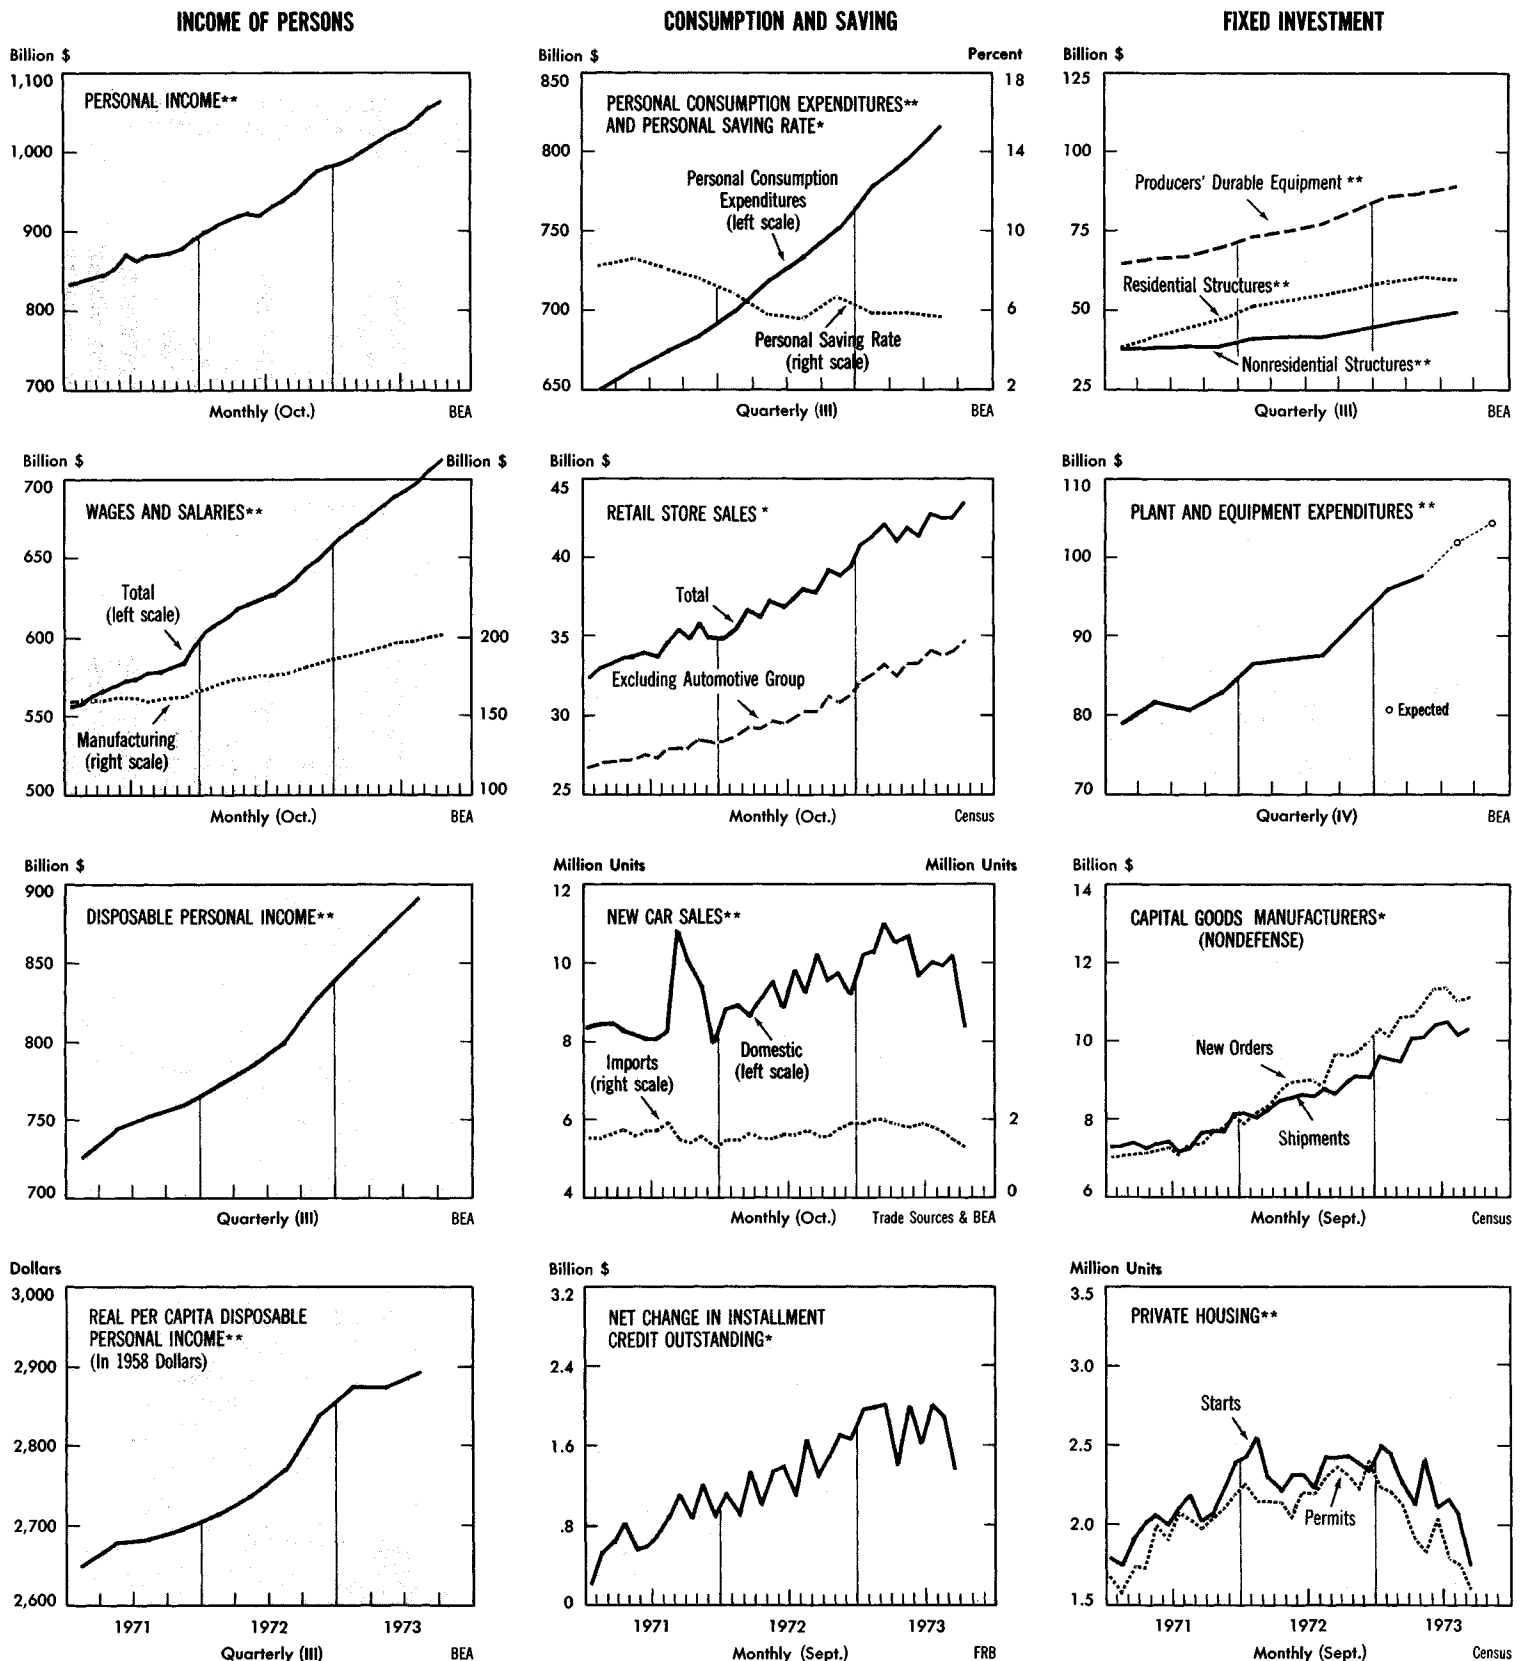 INCOME OF PERSONS
CONSUMPTION AND SAVING
FIXED INVESTMENT
Billion $
1,100
1,000
900
800
700
PERSONAL INCOME**
Monthly (Oct.)
BEA
Billion $
Percent
850
800
750
700
650
18
14
10
6
2
PERSONAL CONSUMPTION EXPENDITURES**
AND PERSONAL SAVING RATE*
Personal Consumption
Expenditures
(left scale)
Personal Saving Rate
(right scale)
Quarterly (III)
BEA
Billion $
125
100
75
50
25
Producers' Durable Equipment **
Residential Structures**
Nonresidential Structures**
Quarterly (III)
BEA
Billion $
Billion $
700
650
600
550
500
200
150
100
WAGES AND SALARIES**
Total
(left scale)
Manufacturing
(right scale)
Monthly (Oct.)
BEA
Billion $
45
40
35
30
25
RETAIL STORE SALES *
Total
Excluding Automotive Group
Monthly (Oct.)
Census
Billion $
110
100
90
80
70
PLANT AND EQUIPMENT EXPENDITURES **
Expected
Quarterly (IV)
BEA
Billion $
900
850
800
750
700
DISPOSABLE PERSONAL INCOME**
Quarterly (III)
BEA
Million Units
Million Units
12
10
8
6
4
2
0
NEW CAR SALES**
Imports
(right scale)
Domestic
(left scale)
Monthly (Oct.)
Trade Sources & BEA
Billion $
14
12
10
8
6
CAPITAL GOODS MANUFACTURERS*
(NONDEFENSE)
New Orders
Shipments
Monthly (Sept.)
Census
Dollars
3,000
2,900
2,800
2,700
2,600
REAL PER CAPITA DISPOSABLE
PERSONAL INCOME**
(In 1958 Dollars)
1971
1972
1973
Quarterly (III)
BEA
Billion $
3.2
2.4
1.6
.8
0
NET CHANGE IN INSTALLMENT
CREDIT OUTSTANDING*
1971
1972
1973
Monthly (Sept.)
FRB
Million Units
3.5
3.0
2.5
2.0
1.5
PRIVATE HOUSING**
Starts
Permits
1971
1972
1973
Monthly (Sept.)
Census